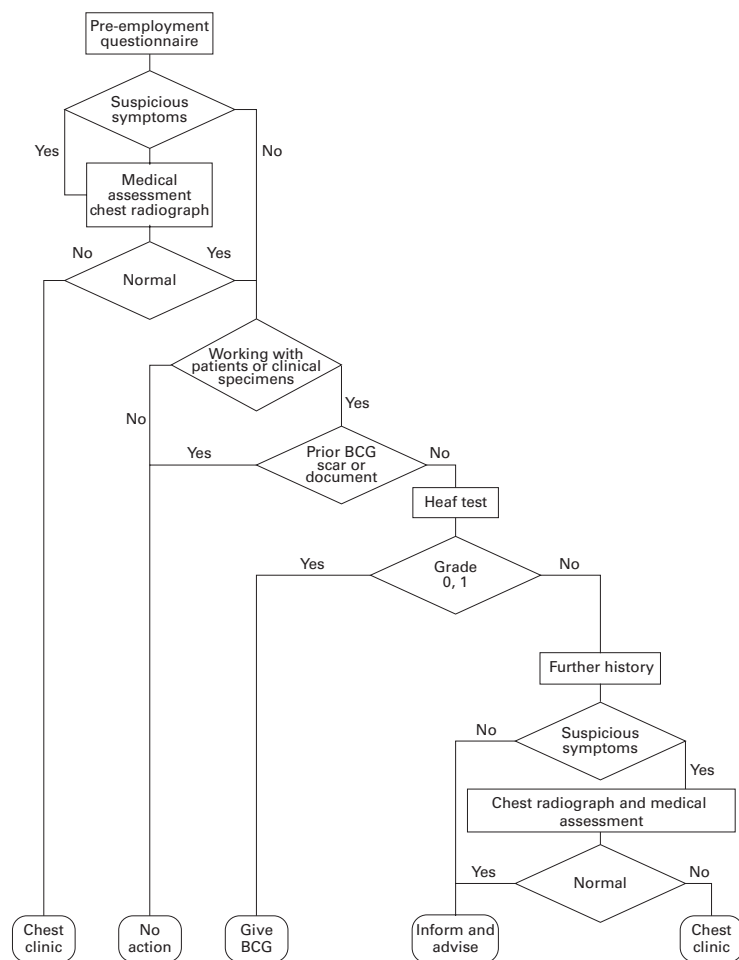 Pre-employment
questionnaire
Suspicious
symptoms
Yes
No
Medical
assessment
chest radiograph
No
Yes
Normal
Working with
patients or clinical
specimens
No
Yes
Yes
Prior BCG
scar or
document
No
Heaf test
Yes
Grade
0, 1
No
Further history
No
Suspicious
symptoms
Yes
Chest radiograph and medical
assessment
Yes
Normal
No
Chest
clinic
No
action
Give
BCG
Inform and
advise
Chest
clinic